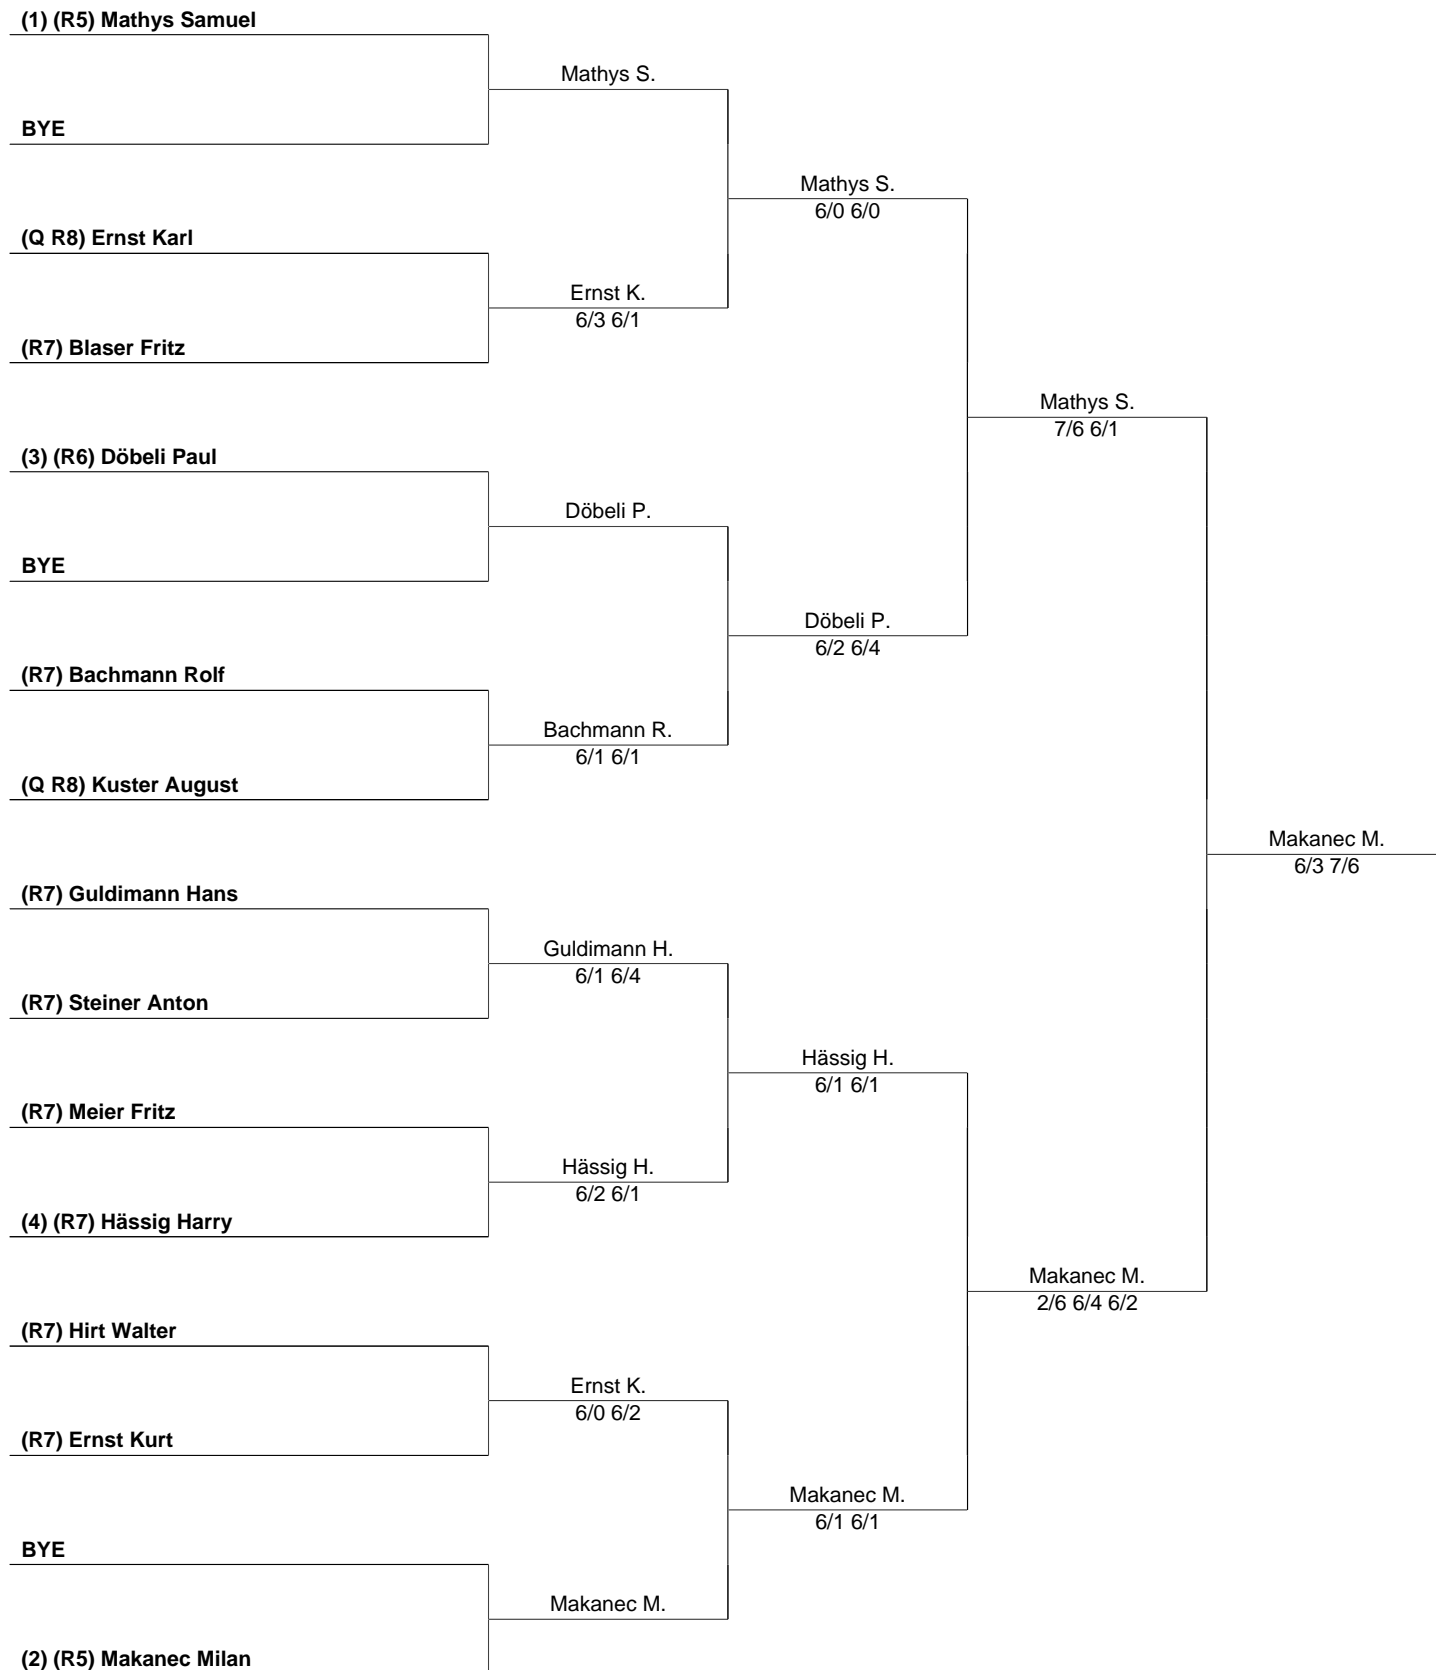 (1) (R5) Mathys Samuel
Mathys S.
BYE
Mathys S.
6/0 6/0
(Q R8) Ernst Karl
Ernst K.
6/3 6/1
(R7) Blaser Fritz
Mathys S.
7/6 6/1
(3) (R6) Döbeli Paul
Döbeli P.
BYE
Döbeli P.
6/2 6/4
(R7) Bachmann Rolf
Bachmann R.
6/1 6/1
(Q R8) Kuster August
Makanec M.
6/3 7/6
(R7) Guldimann Hans
Guldimann H.
6/1 6/4
(R7) Steiner Anton
Hässig H.
6/1 6/1
(R7) Meier Fritz
Hässig H.
6/2 6/1
(4) (R7) Hässig Harry
Makanec M.
2/6 6/4 6/2
(R7) Hirt Walter
Ernst K.
6/0 6/2
(R7) Ernst Kurt
Makanec M.
6/1 6/1
BYE
Makanec M.
(2) (R5) Makanec Milan